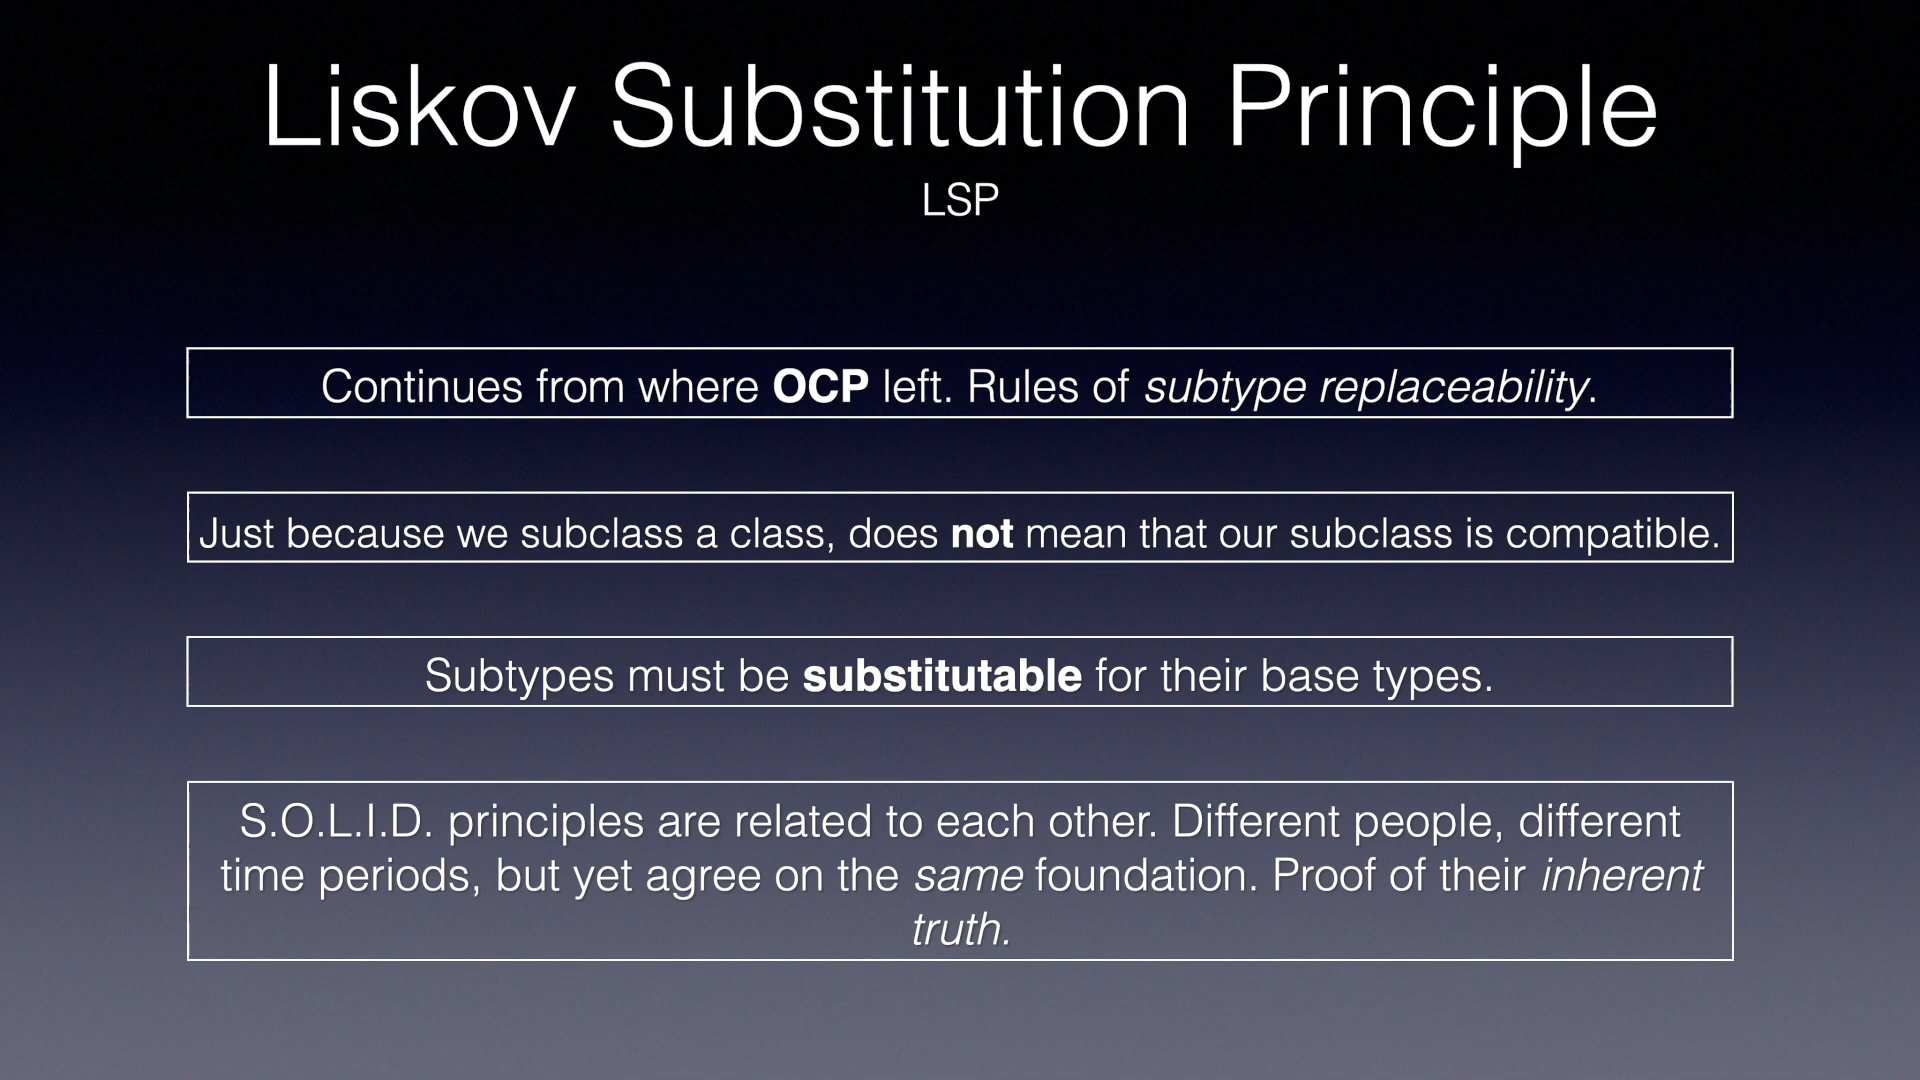 Liskov Substitution Principle
LSP
Continues from where OCP left. Rules of subtype replaceability.
Just because we subclass a class, does not mean that our subclass is compatible.
Subtypes must be substitutable for their base types.
S.O.L.I.D. principles are related to each other. Different people, different
time periods, but yet agree on the same foundation. Proof of their inherent
truth.